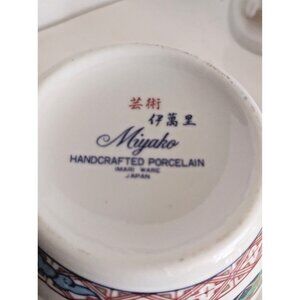 芸術
伊萬里
Miyako
HANDCRAFTED PORCELAIN
IMARI WARE
JAPAN